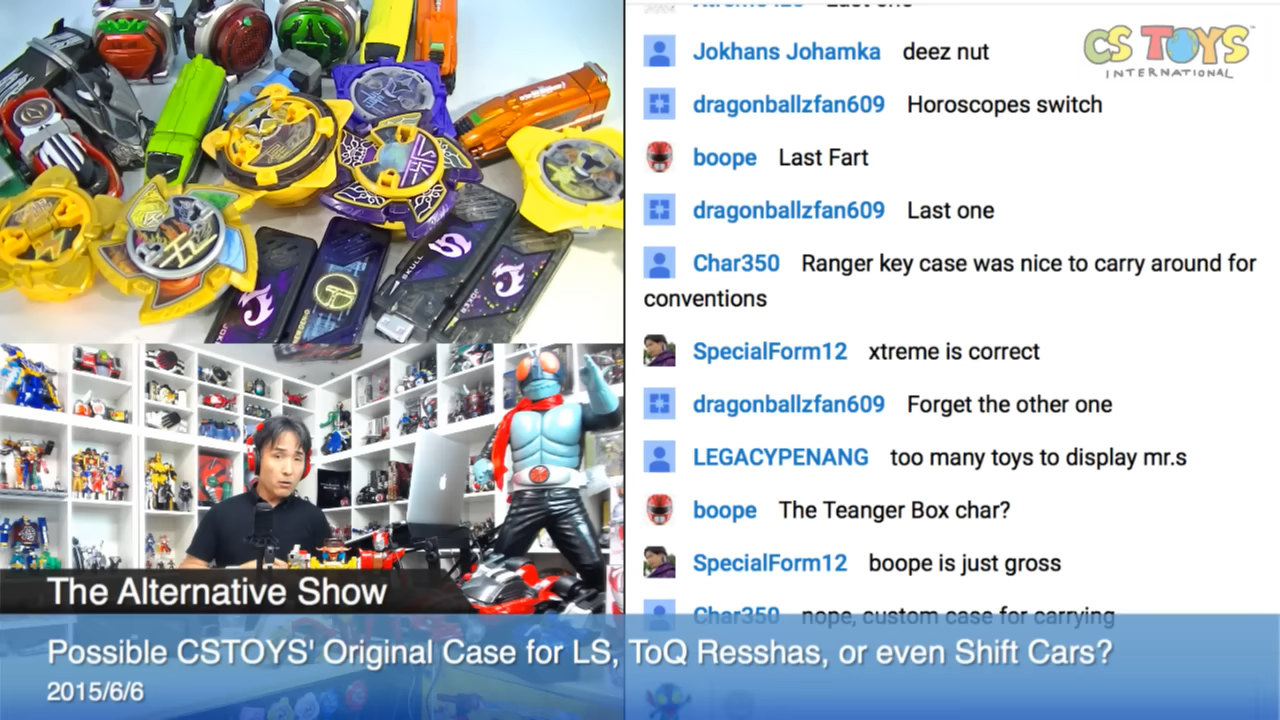 Last one
Jokhans Johamka deez nut
CS TOYS
INTERNATIONAL
dragonballzfan609 Horoscopes switch
boope Last Fart
dragonballzfan609 Last one
Char350 Ranger key case was nice to carry around for
conventions
SpecialForm12 xtreme is correct
dragonballzfan609 Forget the other one
LEGACYPENANG too many toys to display mr.s
boope The Teanger Box char?
SpecialForm12 boope is just gross
Char350 nope, custom case for carrying
SKULL
JOKER
The Alternative Show
Possible CSTOYS' Original Case for LS, ToQ Resshas, or even Shift Cars?
2015/6/6